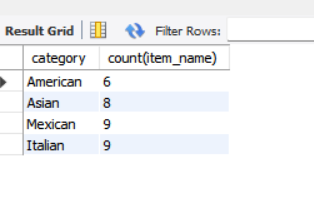 Result Grid Filter Rows:
category count(item_name)
American 6
Asian 8
Mexican 9
Italian 9